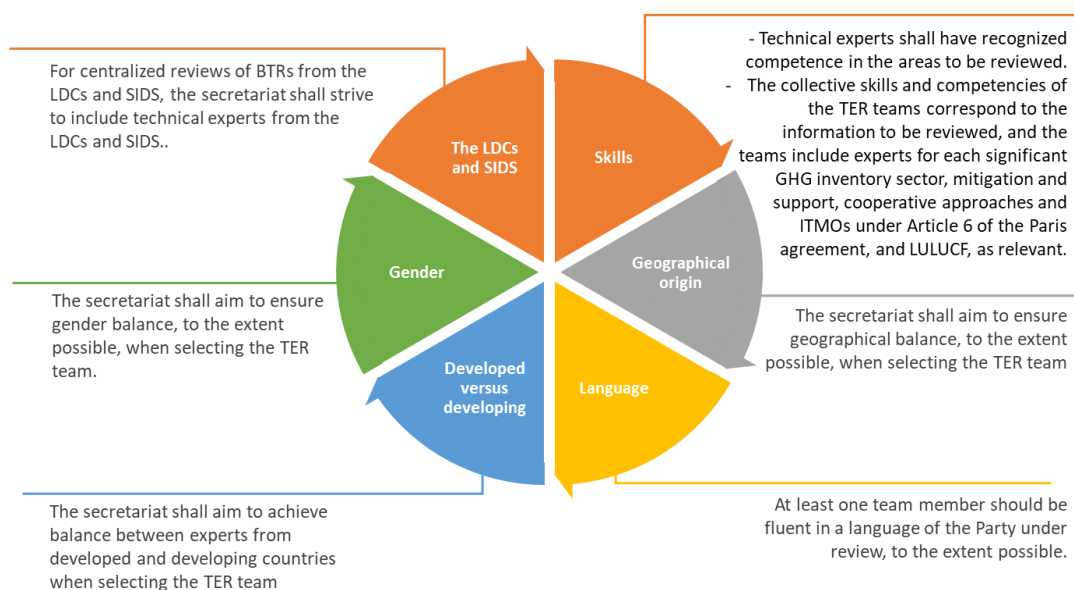 For centralized reviews of BTRs from the
LDCs and SIDS, the secretariat shall strive
to include technical experts from the
LDCs and SIDS..
The LDCs
and SIDS
Skills
- Technical experts shall have recognized
competence in the areas to be reviewed.
- The collective skills and competencies of
the TER teams correspond to the
information to be reviewed, and the
teams include experts for each significant
GHG inventory sector, mitigation and
support, cooperative approaches and
ITMOs under Article 6 of the Paris
agreement, and LULUCF, as relevant.
Gender
Geographical
origin
The secretariat shall aim to ensure
gender balance, to the extent
possible, when selecting the TER
team.
The secretariat shall aim to ensure
geographical balance, to the extent
possible, when selecting the TER team
Developed
versus
developing
Language
The secretariat shall aim to achieve
balance between experts from
developed and developing countries
when selecting the TER team
At least one team member should be
fluent in a language of the Party under
review, to the extent possible.